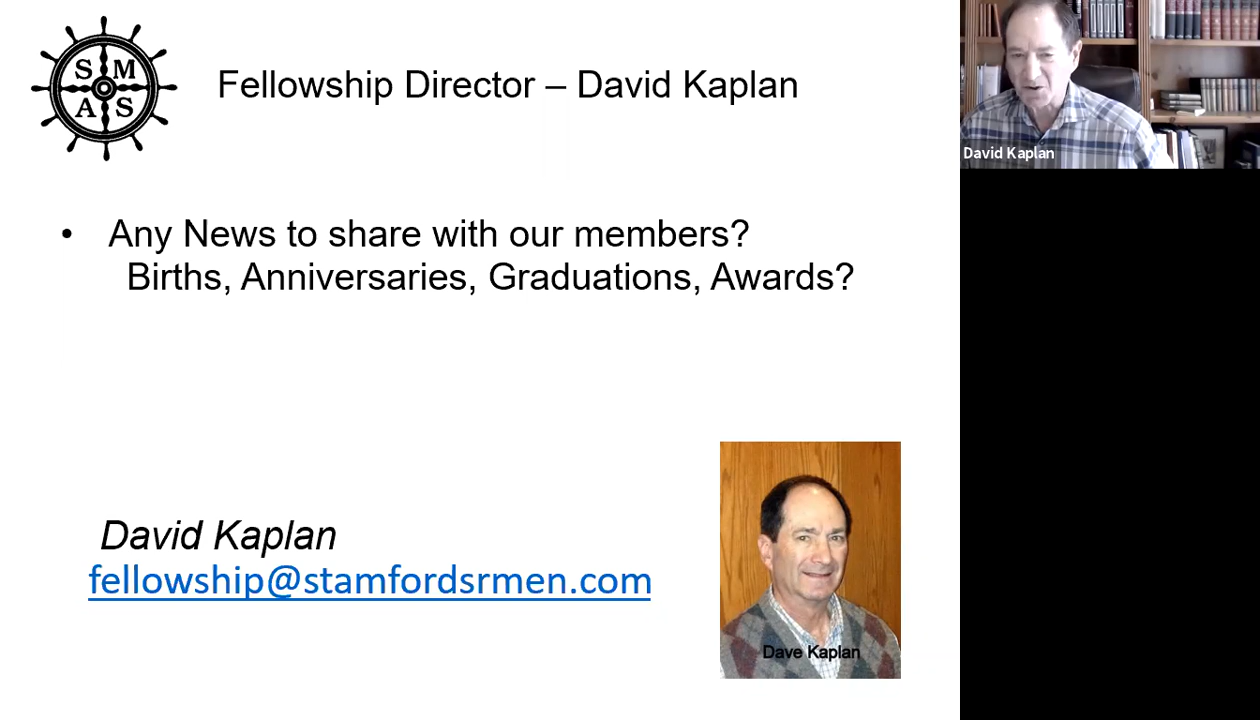 S M
A S
Fellowship Director – David Kaplan
David Kaplan
• Any News to share with our members?
Births, Anniversaries, Graduations, Awards?
David Kaplan
fellowship@stamfordsrmen.com
Dave Kaplan